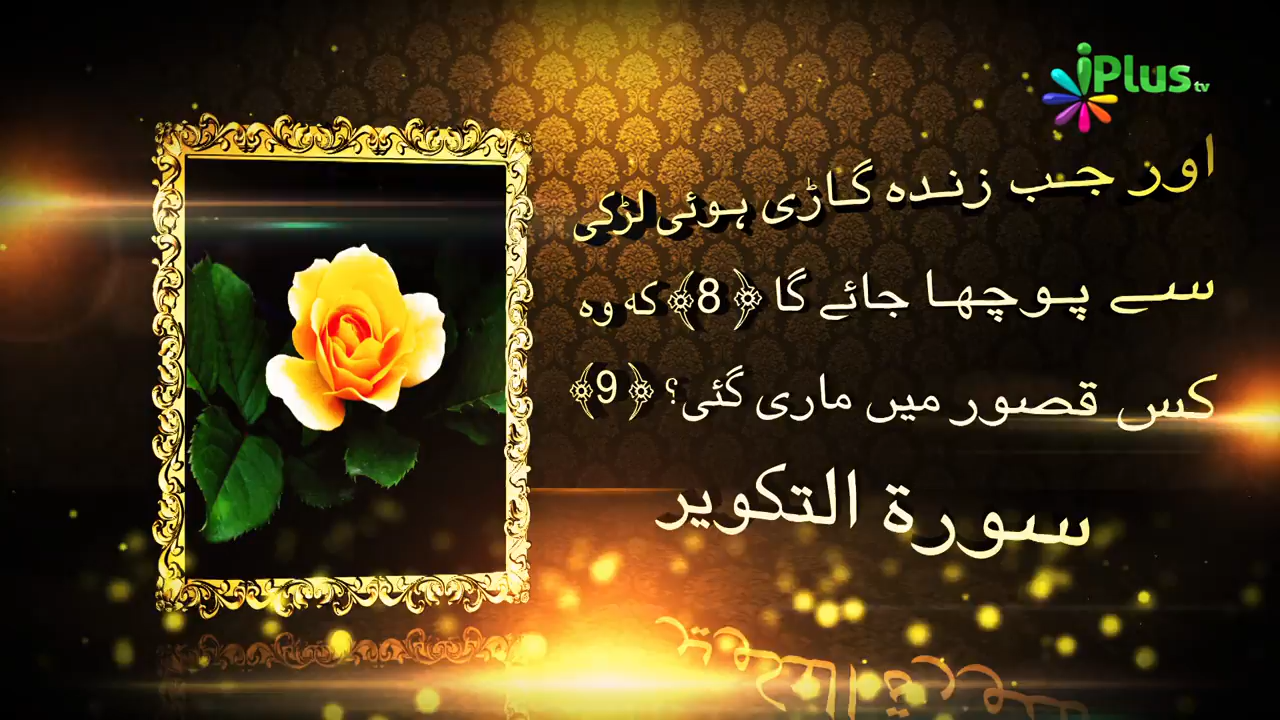 iPlus tv
اور جب زندہ گاڑی ہوئی لڑکی
سے پوچھا جائے گا ﴿8﴾ کہ وہ
کس قصور میں ماری گئی؟ ﴿9﴾
سورۃ التکویر